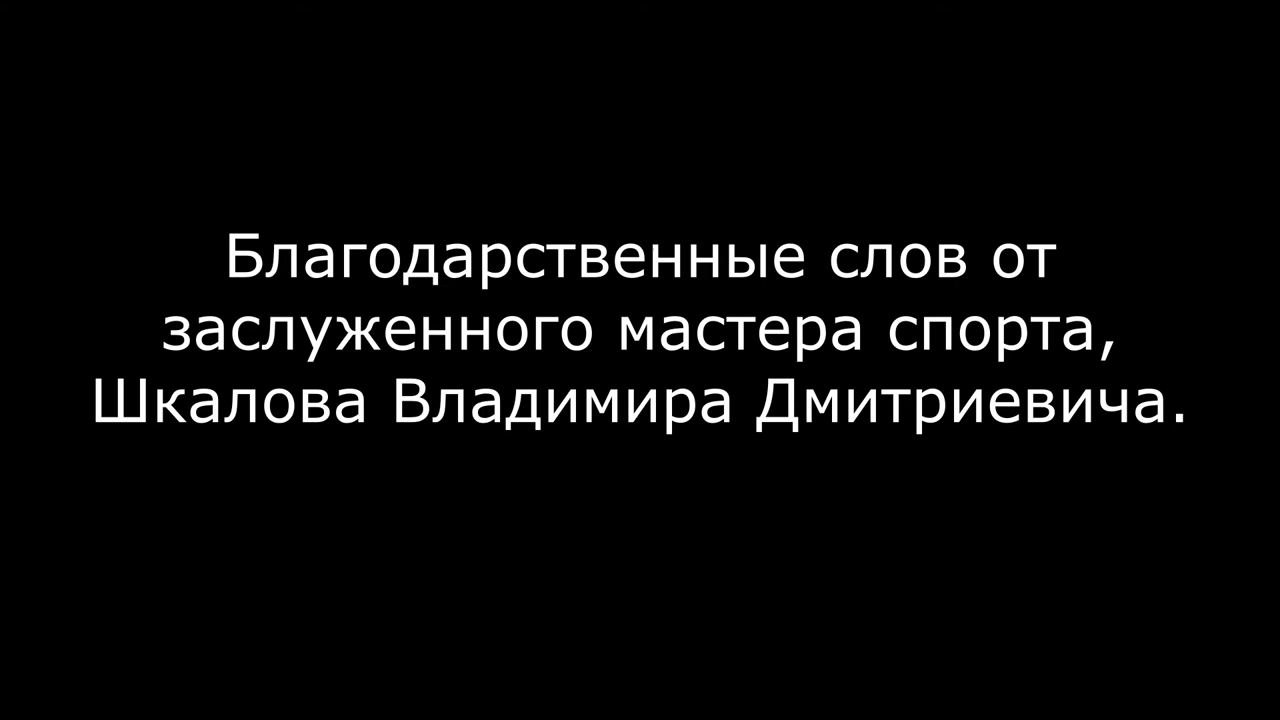 Благодарственные слов от
заслуженного мастера спорта,
Шкалова Владимира Дмитриевича.